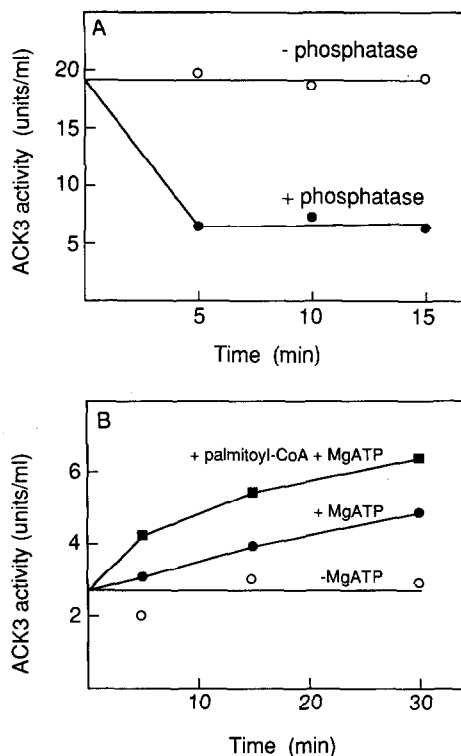 A
- phosphatase
+ phosphatase
20
15
10
5
ACK3 activity (units/ml)
5 10 15
Time (min)
B
+ palmitoyl-CoA + MgATP
+ MgATP
-MgATP
6
4
2
ACK3 activity (units/ml)
10 20 30
Time (min)